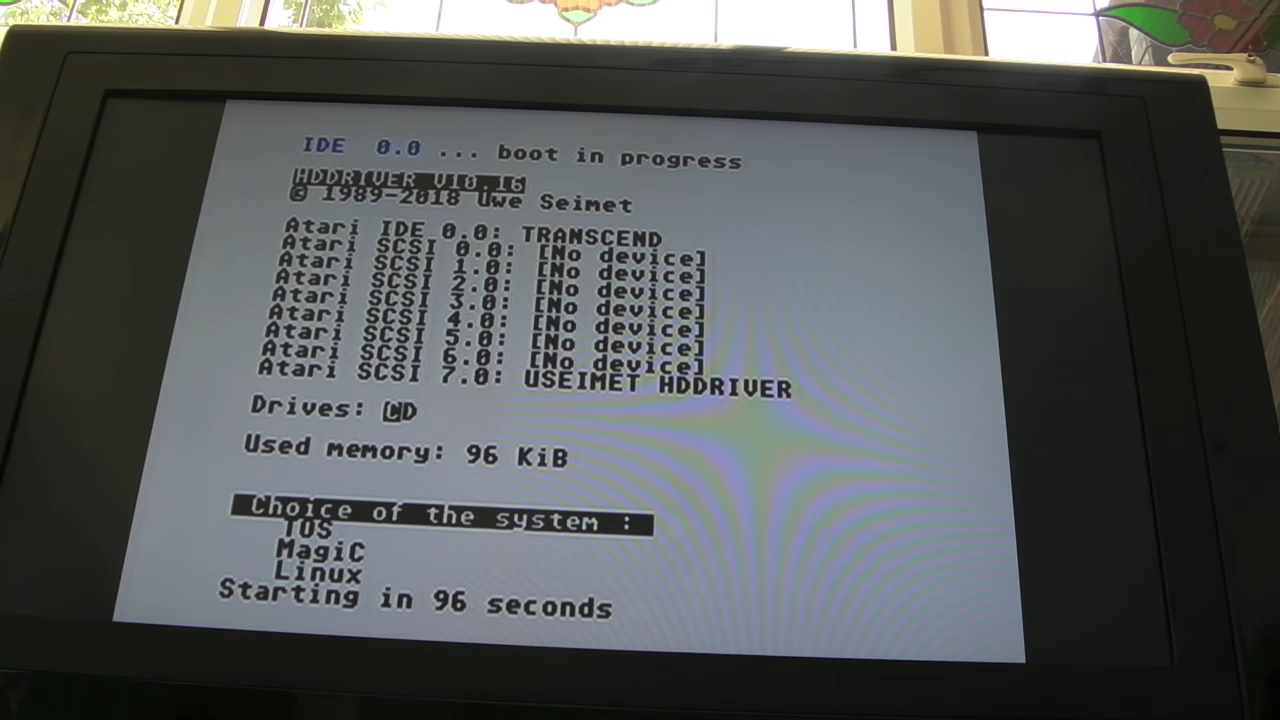 IDE 0.0 ... boot in progress
HDDRIVER V10.16
© 1989-2018 Uwe Seimet
Atari IDE 0.0: TRANSCEND
Atari SCSI 0.0: [No device]
Atari SCSI 1.0: [No device]
Atari SCSI 2.0: [No device]
Atari SCSI 3.0: [No device]
Atari SCSI 4.0: [No device]
Atari SCSI 5.0: [No device]
Atari SCSI 6.0: [No device]
Atari SCSI 7.0: USEIMET HDDRIVER
Drives: CD
Used memory: 96 KiB
Choice of the system :
TOS
MagiC
Linux
Starting in 96 seconds